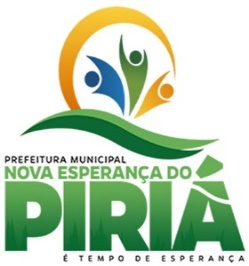 PREFEITURA MUNICIPAL
NOVA ESPERANÇA DO
PIRIÁ
É TEMPO DE ESPERANÇA